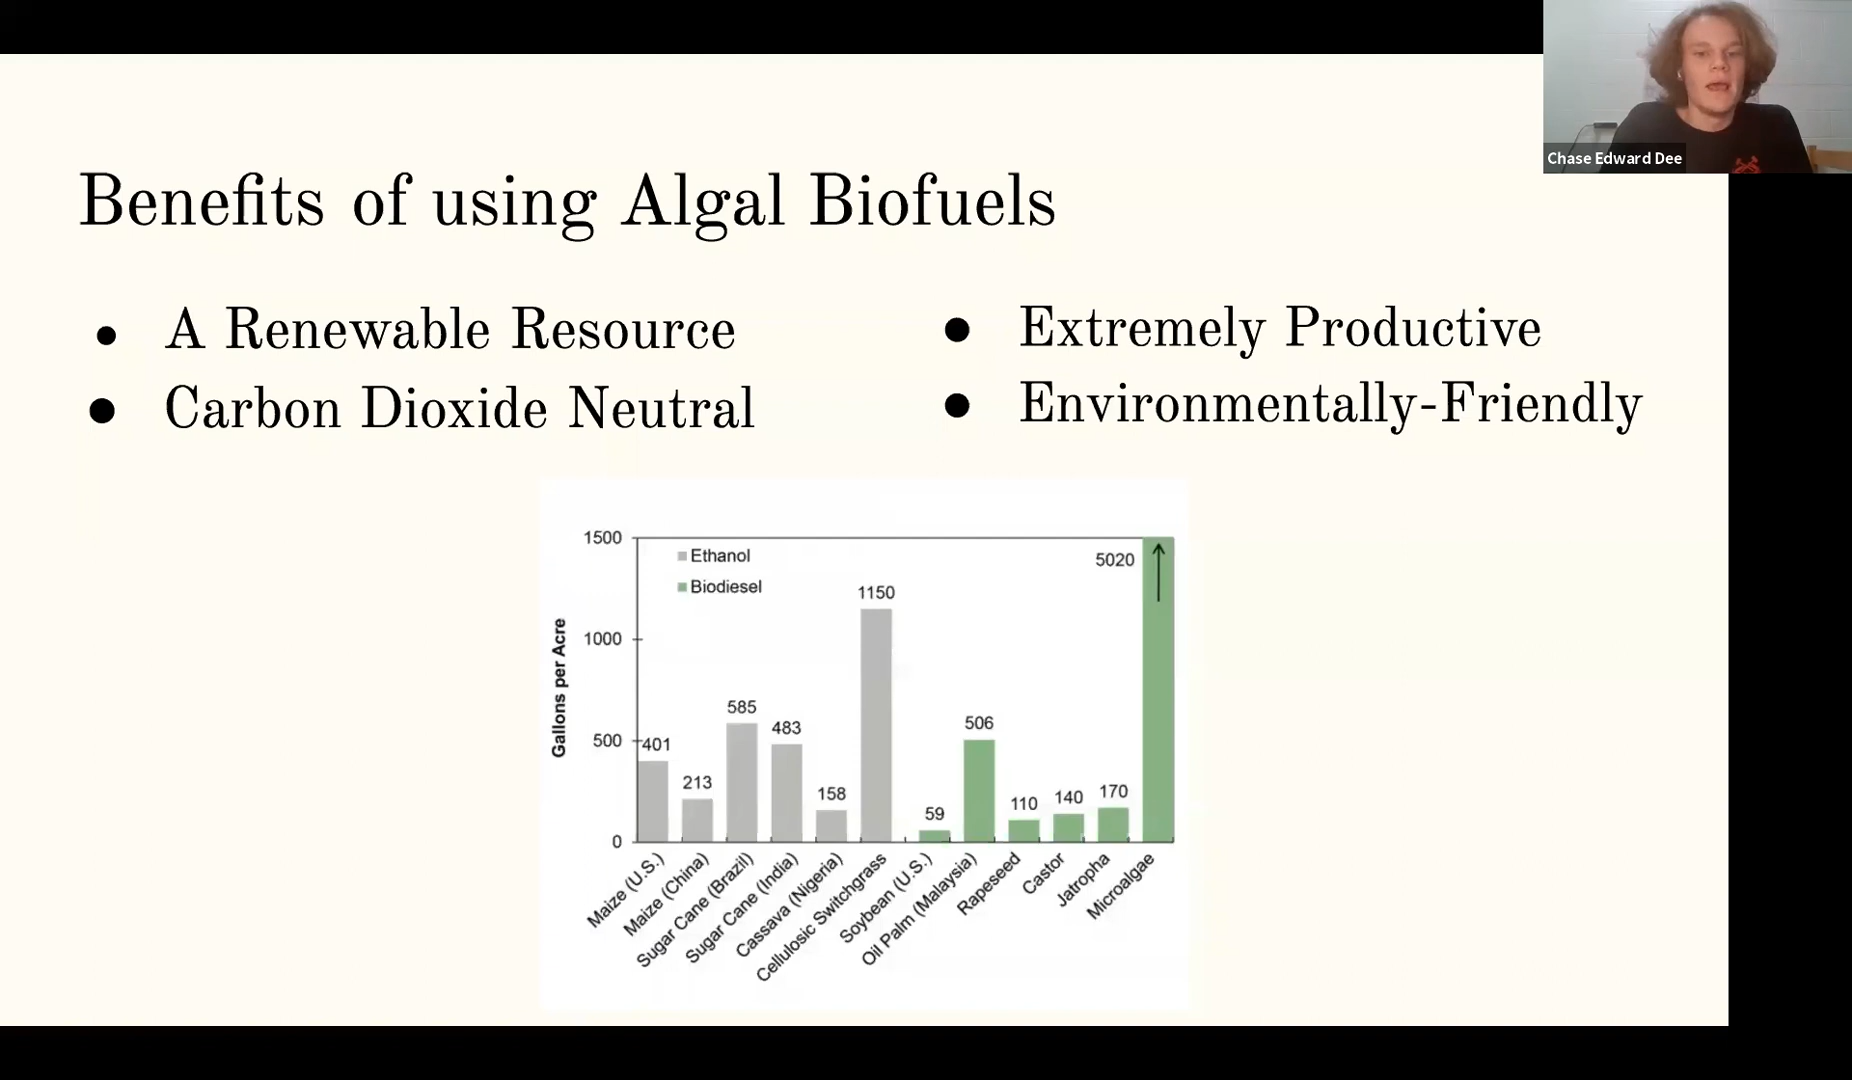 Chase Edward Dee
Benefits of using Algal Biofuels
● A Renewable Resource
● Carbon Dioxide Neutral
● Extremely Productive
● Environmentally-Friendly
Ethanol
Biodiesel
Gallons per Acre
1500
1000
500
0
401
213
585
483
158
1150
59
506
110
140
170
5020
Maize (U.S.)
Maize (China)
Sugar Cane (Brazil)
Sugar Cane (India)
Cassava (Nigeria)
Cellulosic Switchgrass
Soybean (U.S.)
Oil Palm (Malaysia)
Rapeseed
Castor
Jatropha
Microalgae